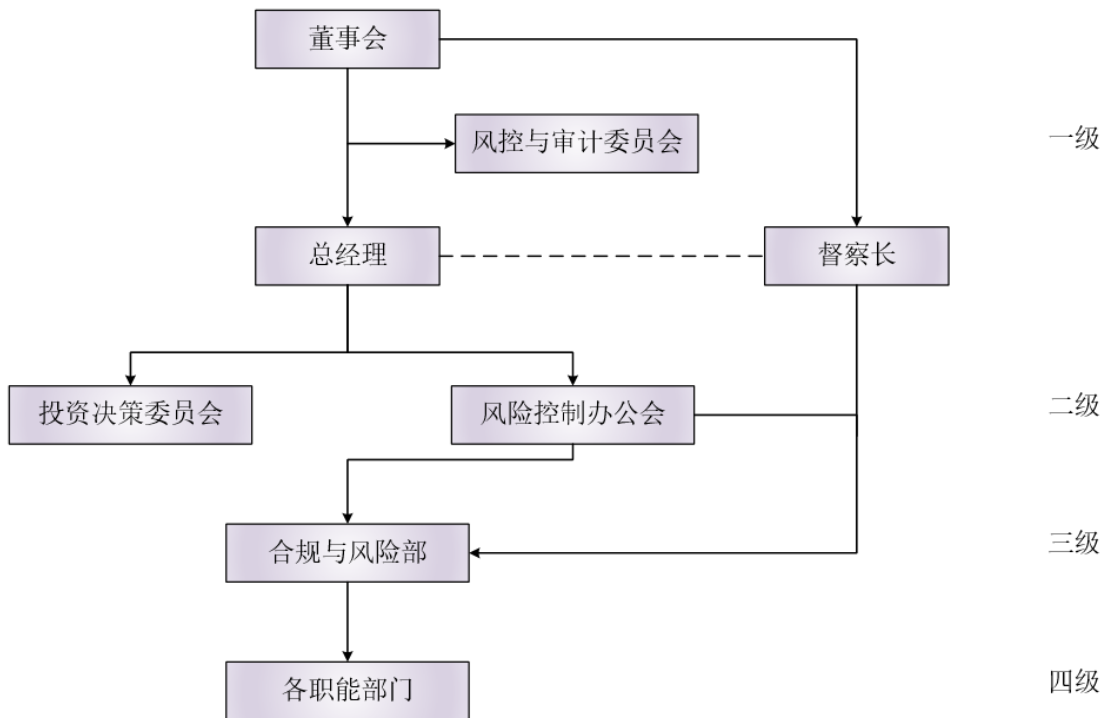 董事会
风控与审计委员会
一级
总经理
督察长
投资决策委员会
风险控制办公会
二级
合规与风险部
三级
各职能部门
四级